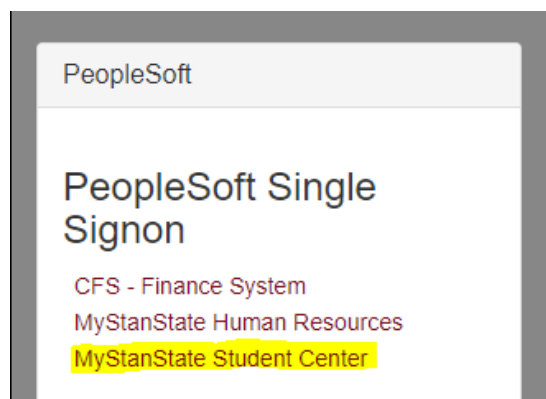 PeopleSoft
PeopleSoft Single
Signon
CFS - Finance System
MyStanState Human Resources
MyStanState Student Center